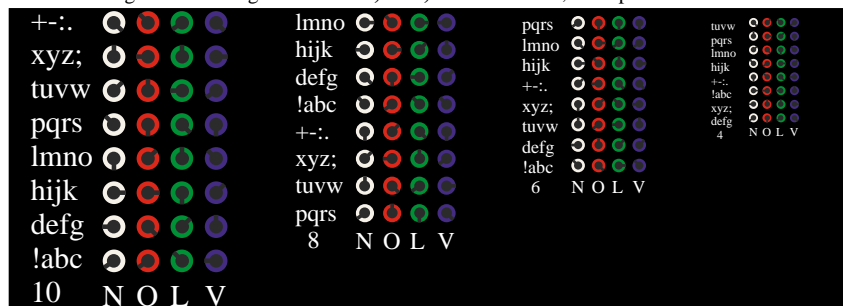 +-:.
xyz;
tuvw
pqrs
lmno
hijk
defg
!abc
10 N O L V
lmno
hijk
defg
!abc
+-:.
xyz;
tuvw
pqrs
8 N O L V
pqrs
lmno
hijk
+-:.
xyz;
tuvw
defg
!abc
6 N O L V
tuvw
pqrs
lmno
hijk
+-:.
!abc
xyz;
defg
4 N O L V